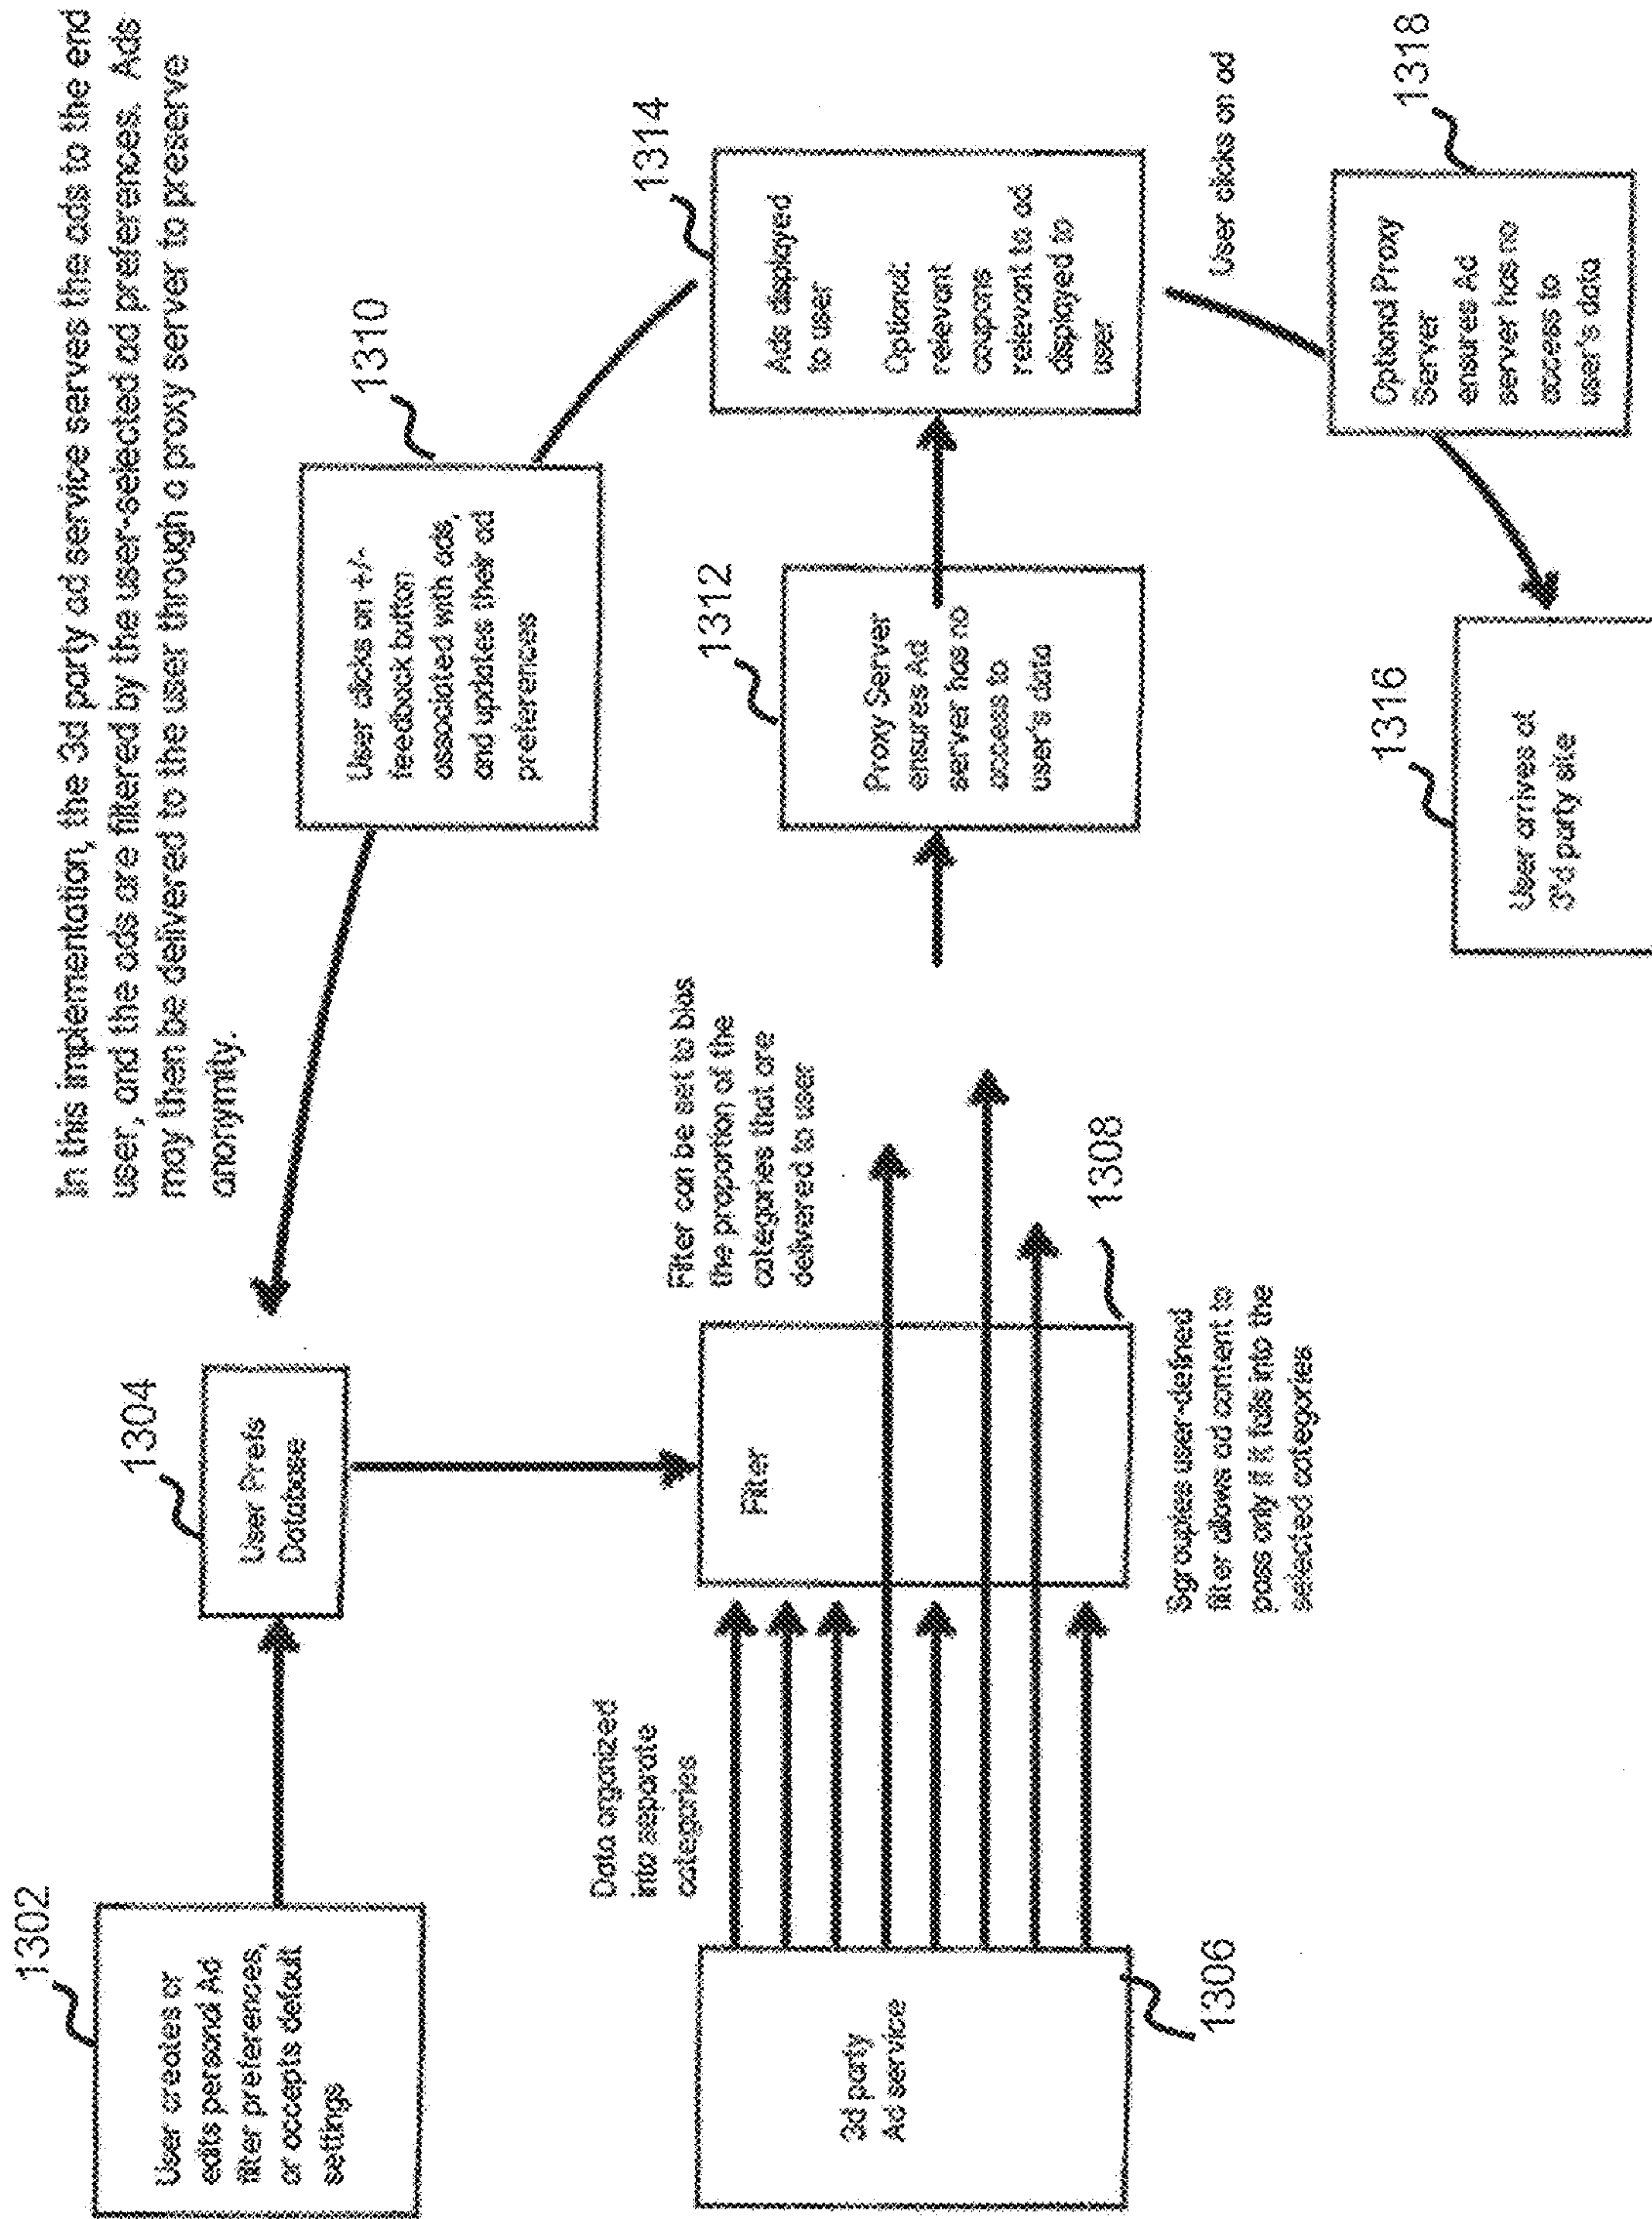 In this implementation, the 3d party ad service serves the ads to the end
user, and the ads are filtered by the user-selected ad preferences. Ads
may then be delivered to the user through a proxy server to preserve
anonymity.
1302
User creates or
edits personal Ad
filter preferences,
or accepts default
settings
1304
User Prefs
Database
1310
User clicks on +/-
feedback button
associated with ads,
and updates their ad
preferences
Data organized
into separate
categories
3d party
Ad service
1306
Filter
1308
Filter can be set to bias
the proportion of the
categories that are
delivered to user
Sgrouples user-defined
filter allows ad content to
pass only if it falls into the
selected categories
1312
Proxy Server
ensures Ad
server has no
access to
user's data
1314
Ads displayed
to user
Optional:
relevant
coupons
relevant to ad
displayed to
user
User clicks on ad
1316
User arrives at
3rd party site
1318
Optional Proxy
Server
ensures Ad
server has no
access to
user's data